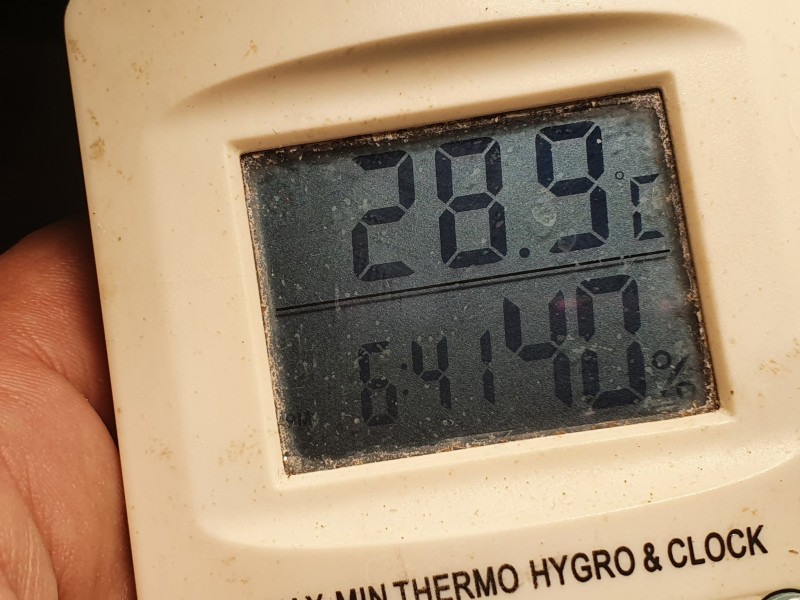 28.9°C
6:41 40%
MIN THERMO HYGRO & CLOCK